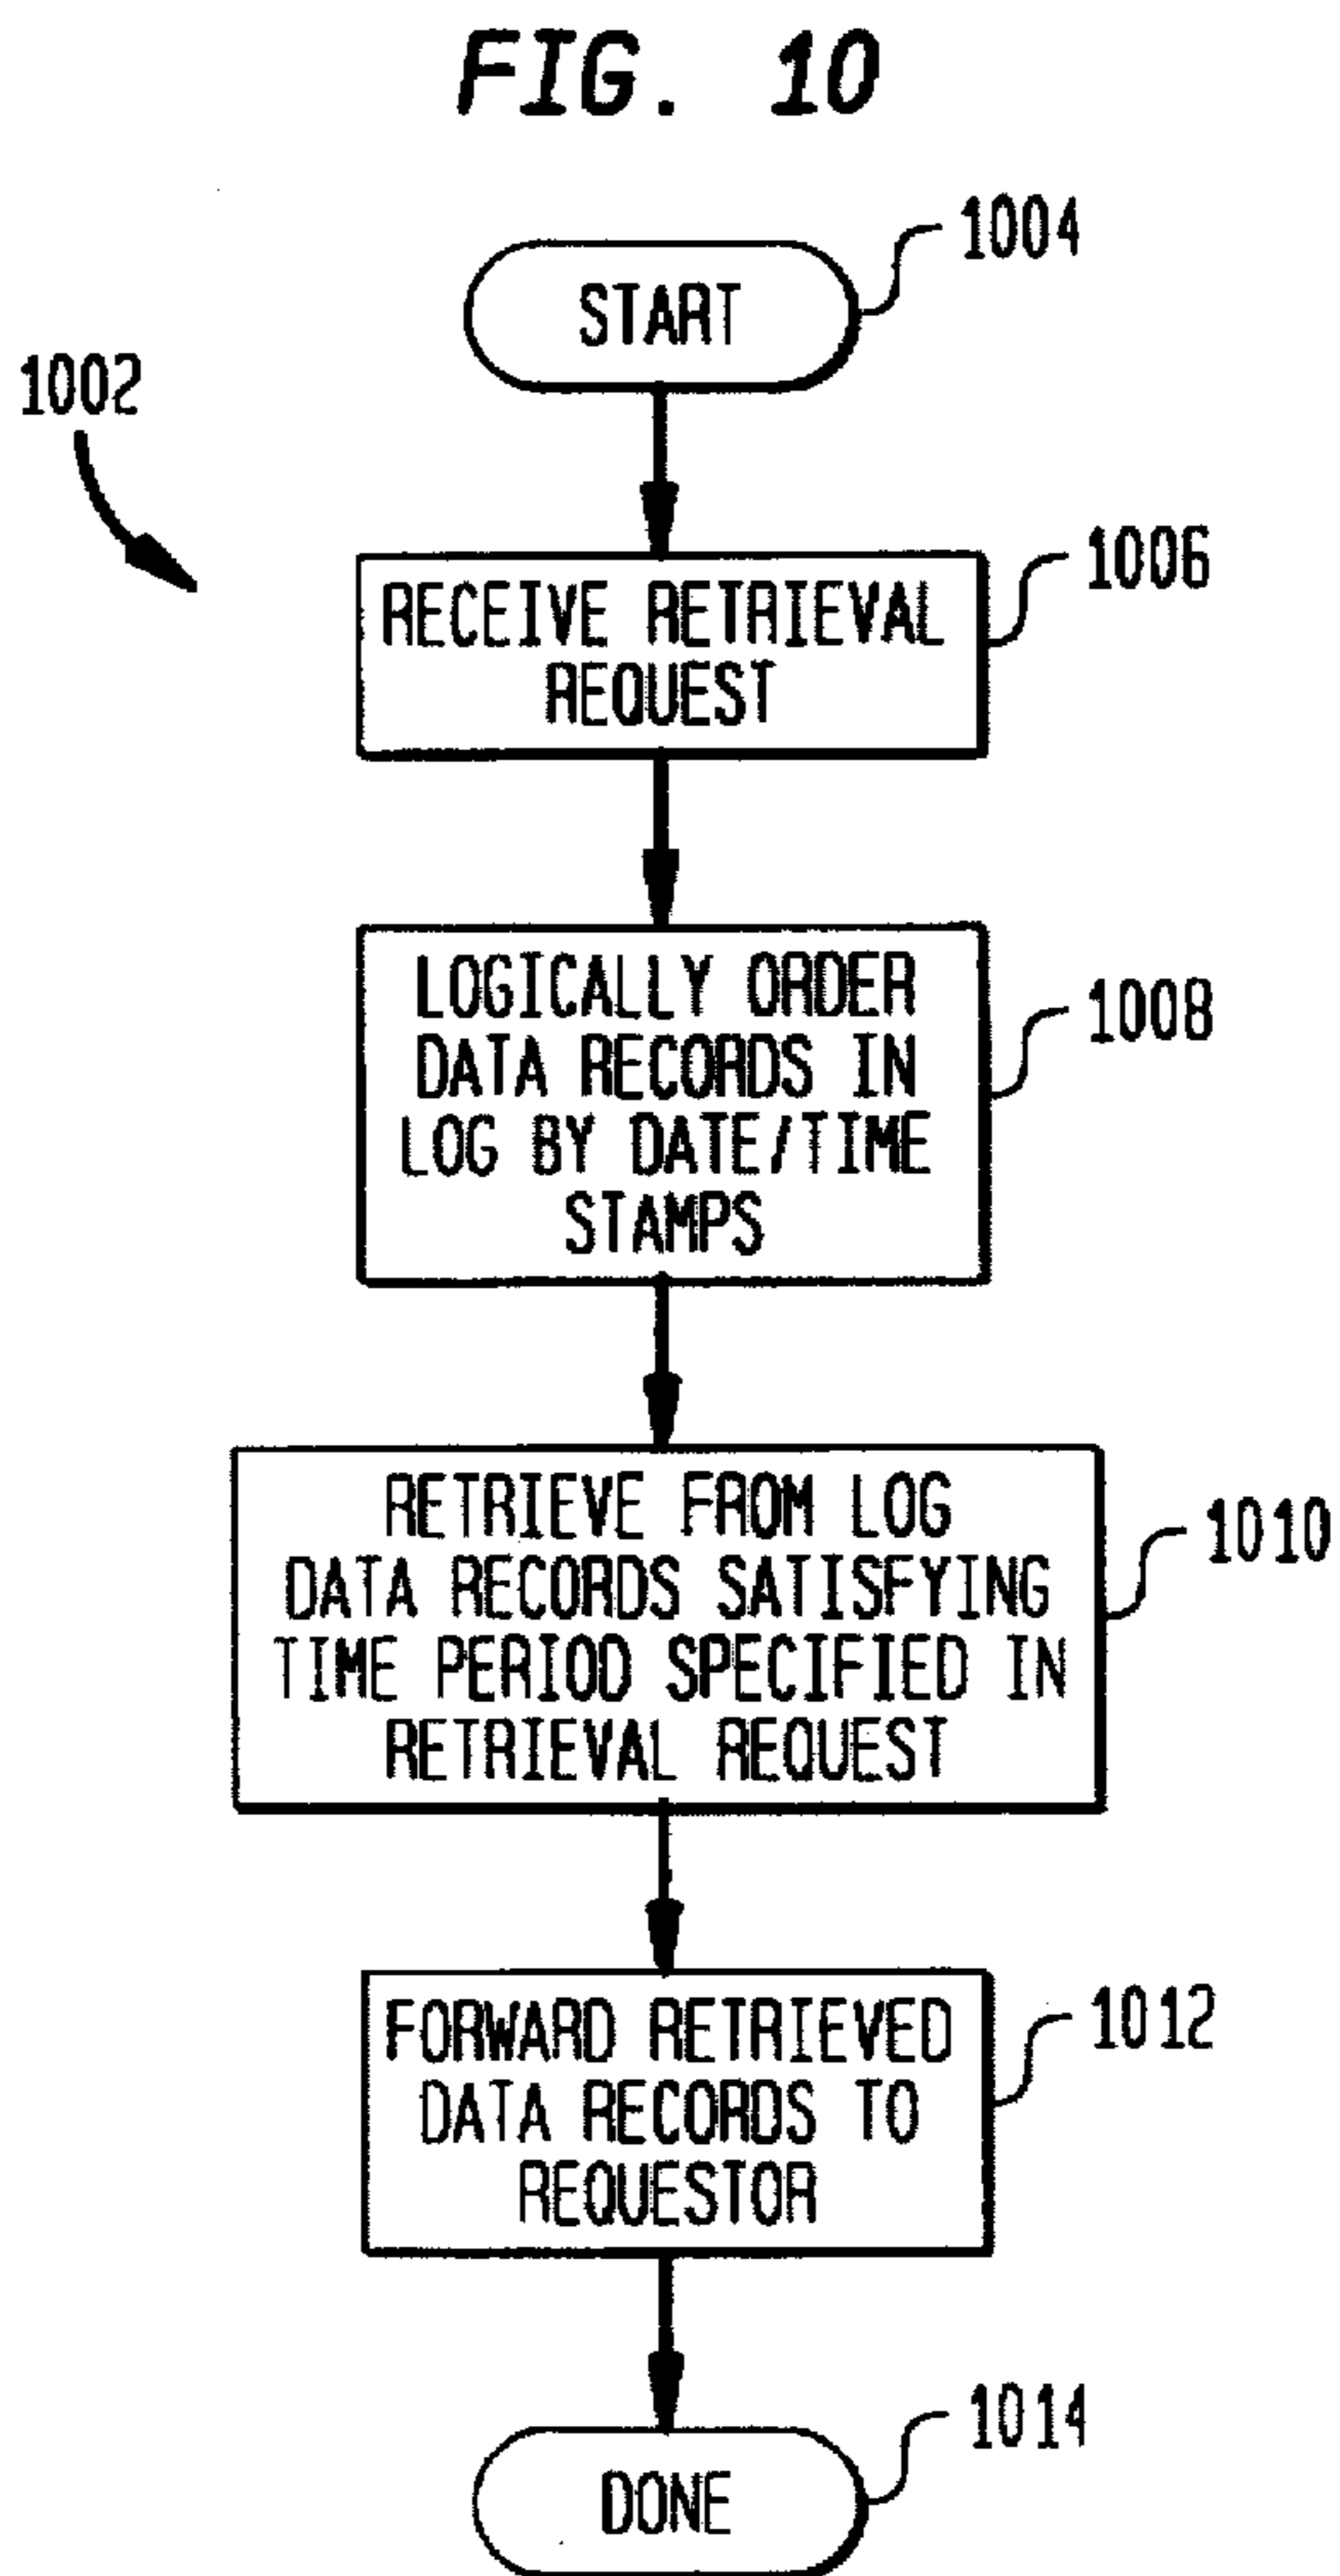 FIG. 10
1004
START
1002
1006
RECEIVE RETRIEVAL
REQUEST
1008
LOGICALLY ORDER
DATA RECORDS IN
LOG BY DATE/TIME
STAMPS
1010
RETRIEVE FROM LOG
DATA RECORDS SATISFYING
TIME PERIOD SPECIFIED IN
RETRIEVAL REQUEST
1012
FORWARD RETRIEVED
DATA RECORDS TO
REQUESTOR
1014
DONE